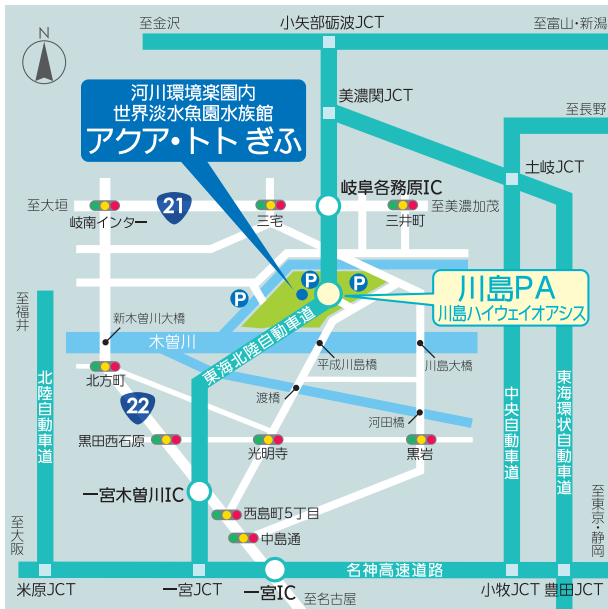 至金沢
小矢部砺波JCT
至富山・新潟
N
河川環境楽園内
世界淡水魚園水族館
アクア・トト ぎふ
美濃関JCT
至長野
土岐JCT
岐阜各務原IC
至大垣
21
至美濃加茂
岐南インター
三宅
三井町
P
P
P
川島PA
川島ハイウェイオアシス
至福井
新木曽川大橋
木曽川
東海北陸自動車道
平成川島橋
川島大橋
北方町
22
渡橋
河田橋
北陸自動車道
中央自動車道
東海環状自動車道
黒田西石原
光明寺
黒岩
一宮木曽川IC
西島町5丁目
中島通
至大阪
至東京・静岡
名神高速道路
米原JCT
一宮JCT
一宮IC
至名古屋
小牧JCT
豊田JCT